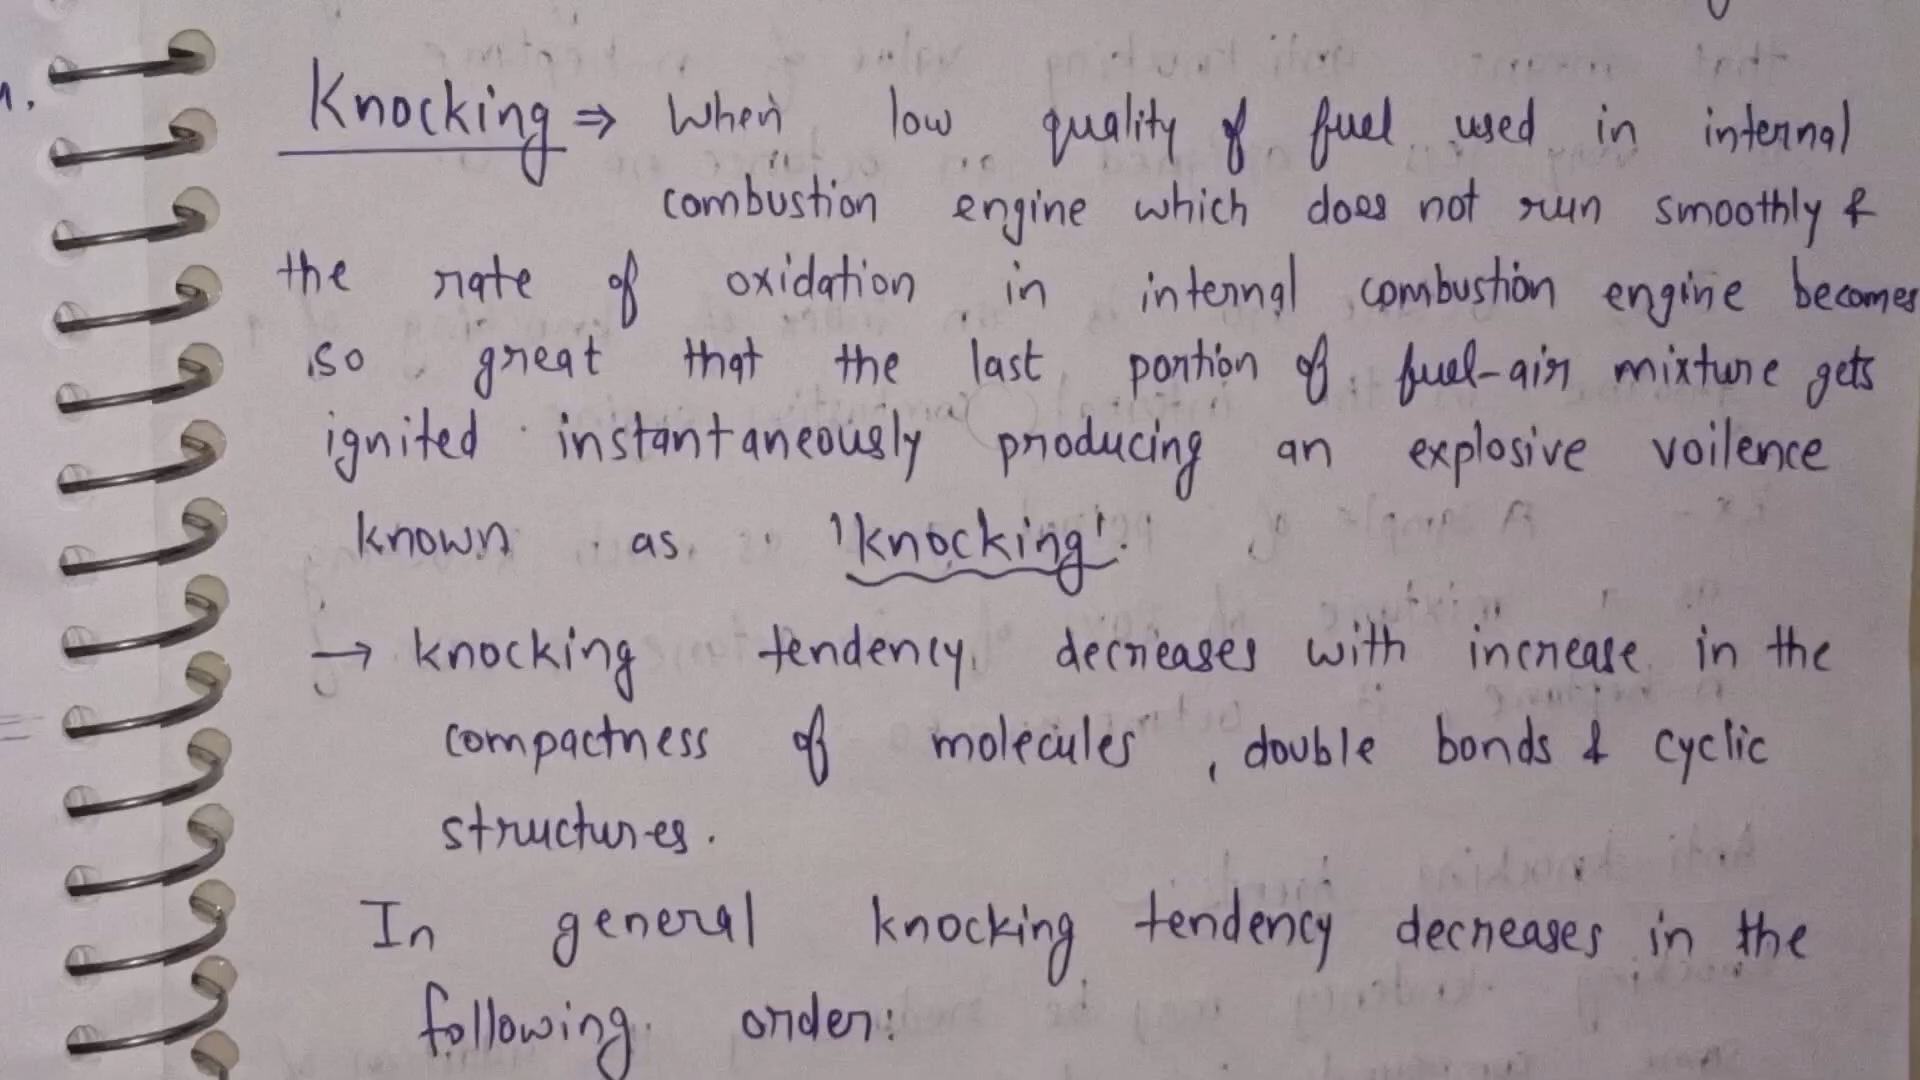 Knocking ⇒ When low quality of fuel used in internal
combustion engine which does not run smoothly &
the rate of oxidation in internal combustion engine becomes
so great that the last portion of fuel-air mixture gets
ignited instantaneously producing an explosive voilence
known as 'knocking'.
→ knocking tendency decreases with increase in the
compactness of molecules, double bonds & cyclic
structures.
In general knocking tendency decreases in the
following order: